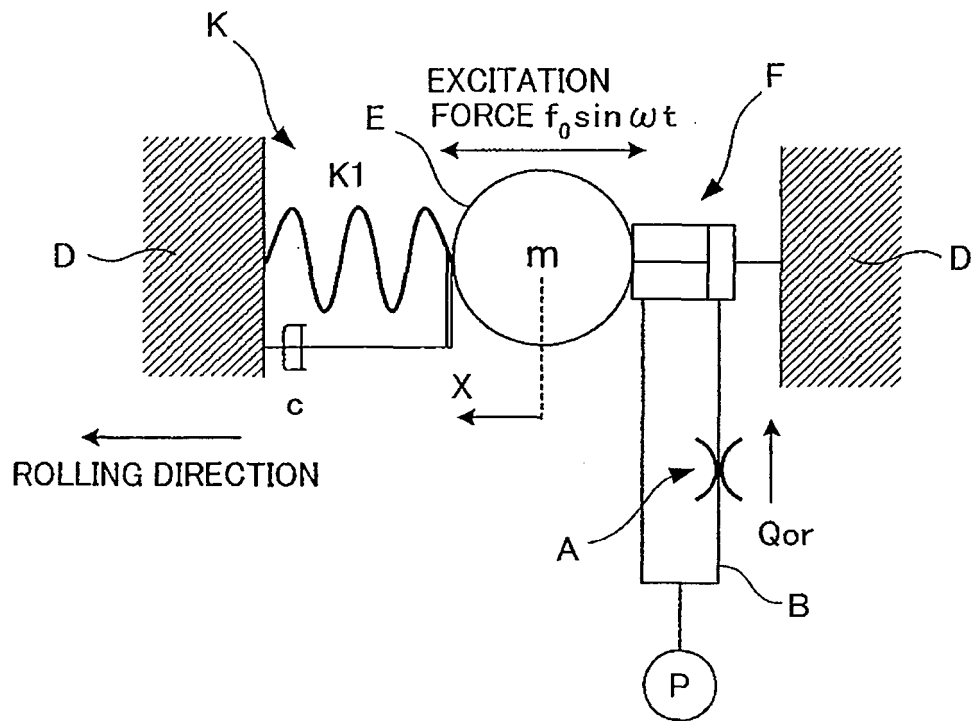 K
EXCITATION
FORCE f₀sin ωt
F
E
K1
D
m
D
X
c
ROLLING DIRECTION
A
Qor
B
P